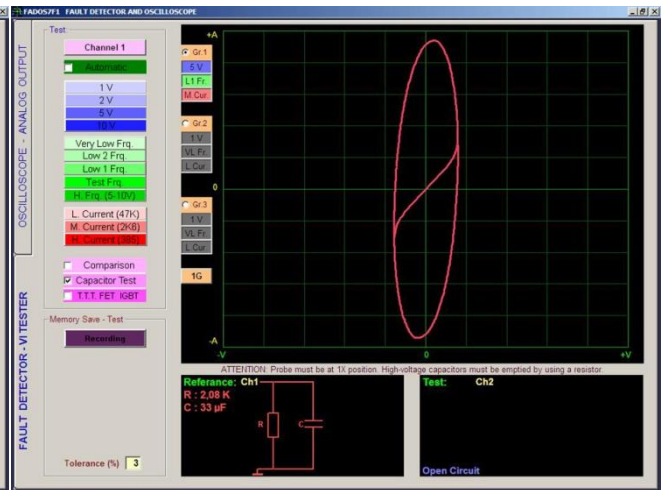 FADOS7F1 FAULT DETECTOR AND OSCILLOSCOPE
OSCILLOSCOPE - ANALOG OUTPUT
FAULT DETECTOR - VI TESTER
Test
Channel 1
Automatic
1 V
2 V
5 V
10 V
Very Low Frq.
Low 2 Frq.
Low 1 Frq.
Test Frq.
H. Frq. (5-10V)
L. Current (47K)
M. Current (2K6)
H. Current (385)
Comparison
Capacitor Test
T.T.T. FET IGBT
Memory Save - Test
Recording
Tolerance (%) 3
Gr.1
5 V
L1 Fr.
M.Cur.
Gr.2
1 V
VL Fr.
L.Cur
Gr.3
1 V
VL Fr.
L.Cur
1G
+A
0
-A
-V 0 +V
ATTENTION: Probe must be at 1X position. High-voltage capacitors must be emptied by using a resistor.
Referance: Ch1
R : 2,08 K
C : 33 µF
R C
Test: Ch2
Open Circuit